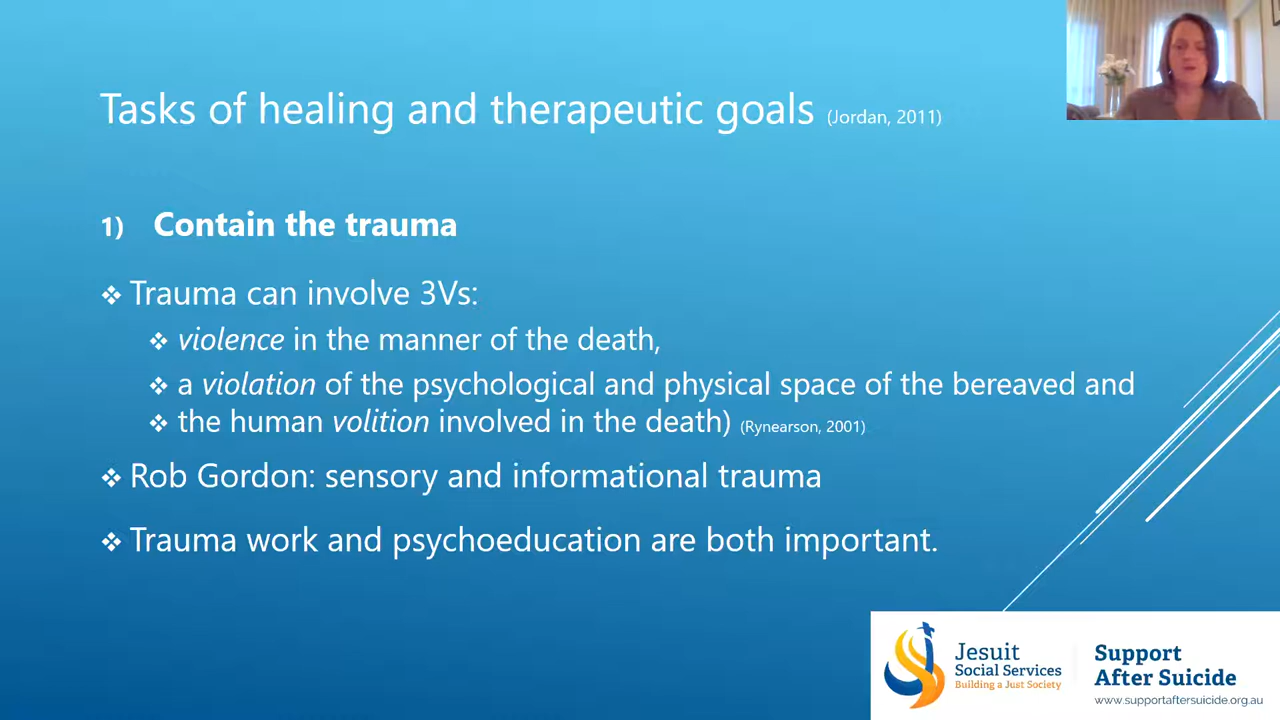 Tasks of healing and therapeutic goals (Jordan, 2011)
1) Contain the trauma
❖ Trauma can involve 3Vs:
❖ violence in the manner of the death,
❖ a violation of the psychological and physical space of the bereaved and
❖ the human volition involved in the death) (Rynearson, 2001)
❖ Rob Gordon: sensory and informational trauma
❖ Trauma work and psychoeducation are both important.
Jesuit
Social Services
Building a Just Society
Support
After Suicide
www.supportaftersuicide.org.au